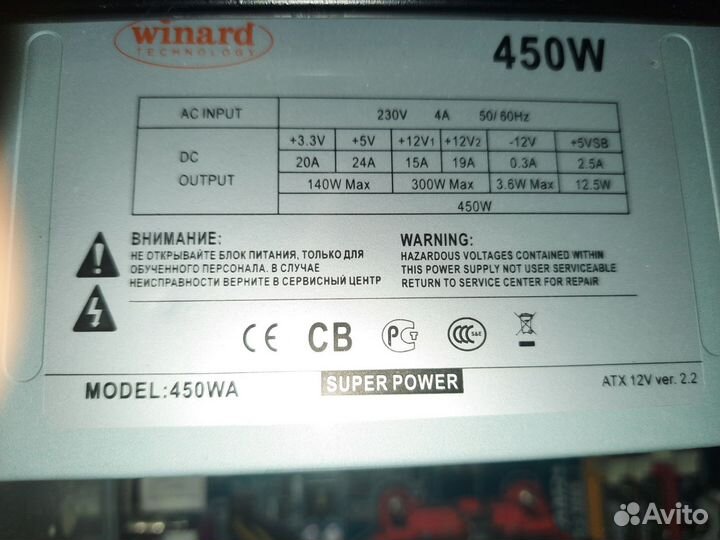 winard
TECHNOLOGY
450W
AC INPUT 230V 4A 50/60Hz
DC OUTPUT
+3.3V +5V +12V1 +12V2 -12V +5VSB
20A 24A 15A 19A 0.3A 2.5A
140W Max 300W Max 3.6W Max 12.5W
450W
ВНИМАНИЕ:
НЕ ОТКРЫВАЙТЕ БЛОК ПИТАНИЯ, ТОЛЬКО ДЛЯ
ОБУЧЕННОГО ПЕРСОНАЛА. В СЛУЧАЕ
НЕИСПРАВНОСТИ ВЕРНИТЕ В СЕРВИСНЫЙ ЦЕНТР
WARNING:
HAZARDOUS VOLTAGES CONTAINED WITHIN
THIS POWER SUPPLY NOT USER SERVICEABLE
RETURN TO SERVICE CENTER FOR REPAIR
CE CB PC CCC S&E
MODEL:450WA
SUPER POWER
ATX 12V ver. 2.2
Avito